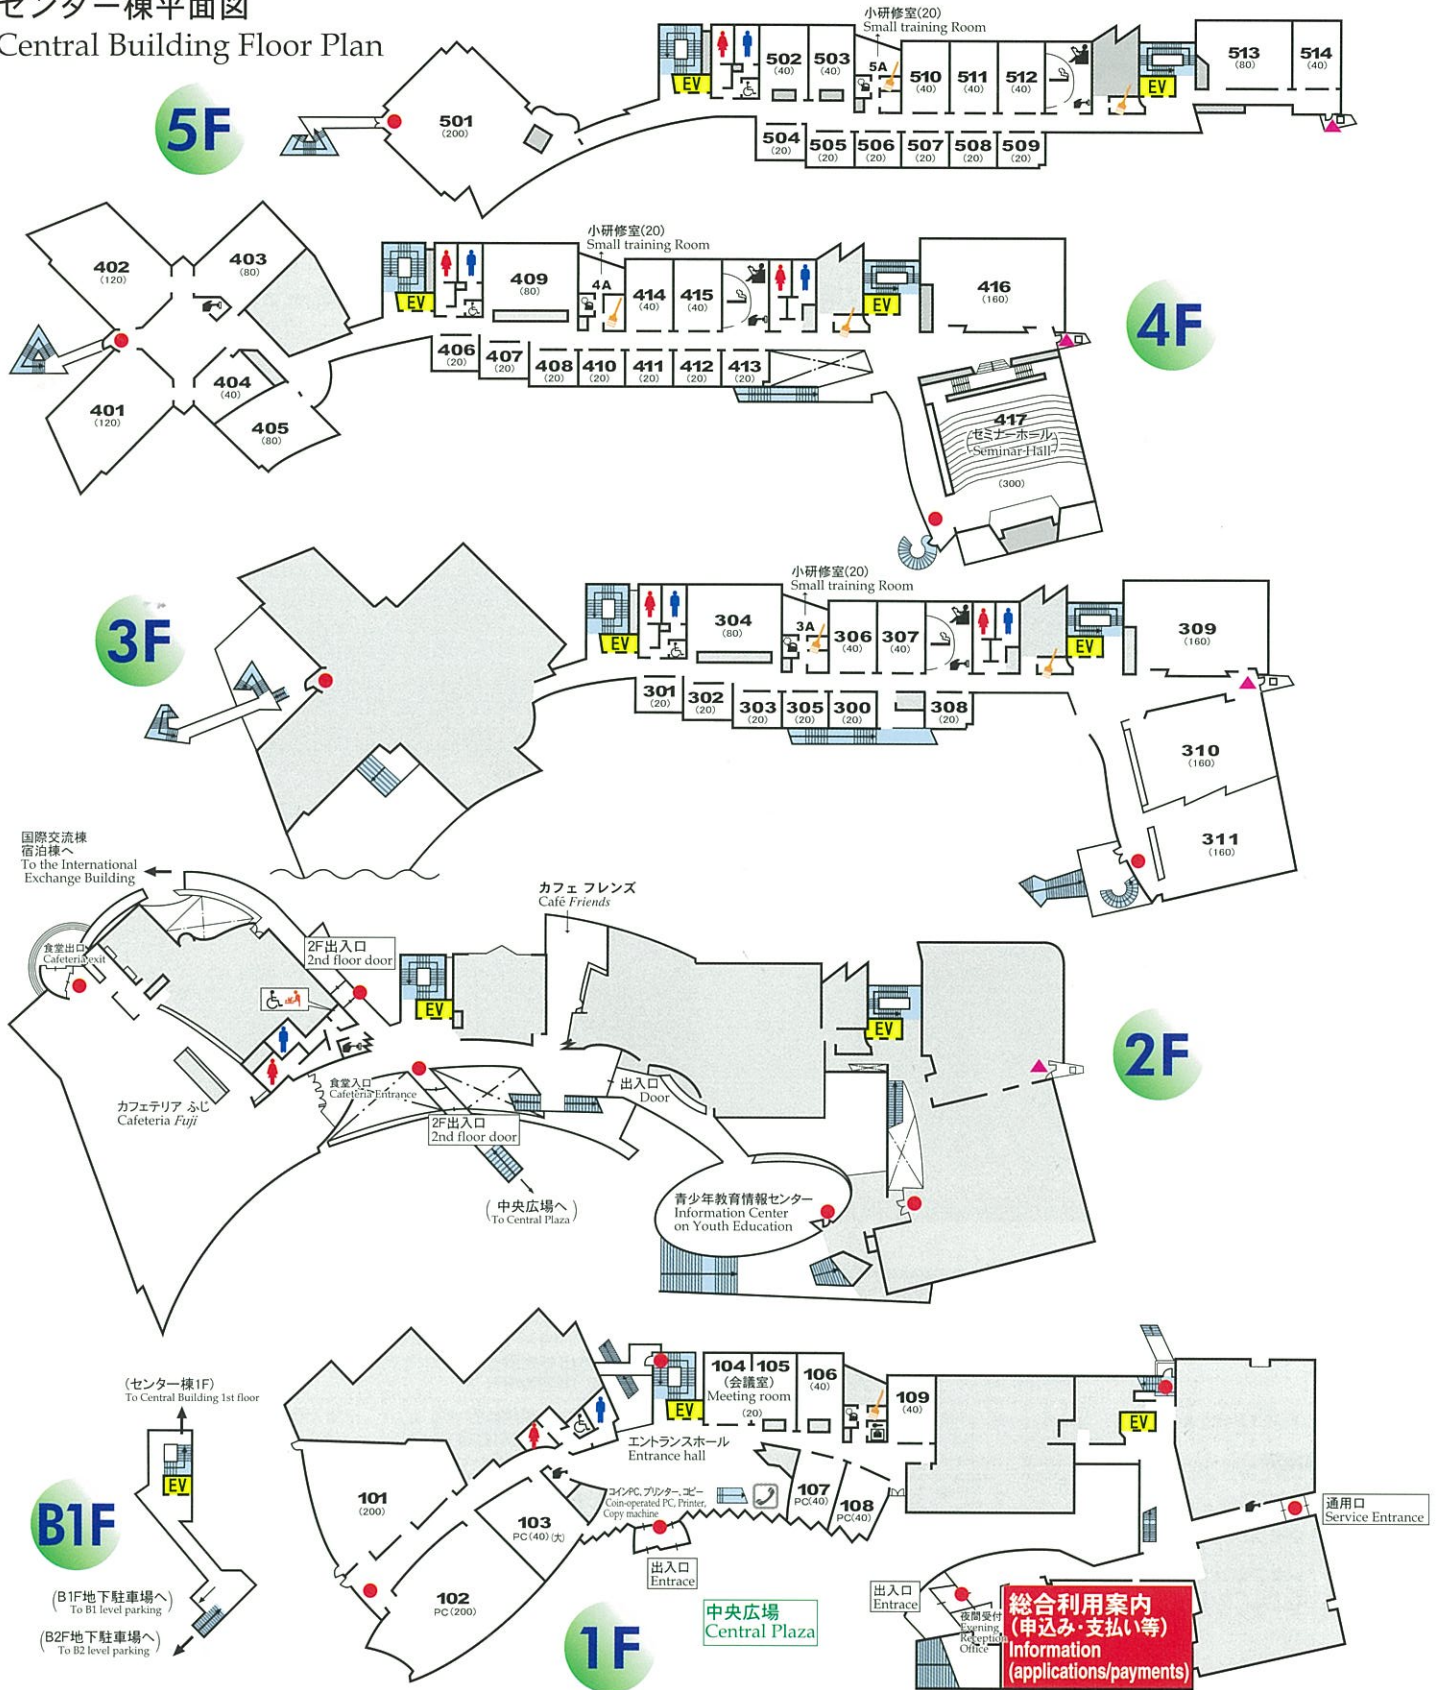 センター棟平面図
Central Building Floor Plan
5F
501
(200)
EV
502
(40)
503
(40)
小研修室(20)
Small training Room
5A
510
(40)
511
(40)
512
(40)
EV
513
(80)
514
(40)
504
(20)
505
(20)
506
(20)
507
(20)
508
(20)
509
(20)
4F
402
(120)
403
(80)
401
(120)
404
(40)
405
(80)
EV
409
(80)
小研修室(20)
Small training Room
4A
414
(40)
415
(40)
EV
416
(160)
406
(20)
407
(20)
408
(20)
410
(20)
411
(20)
412
(20)
413
(20)
417
セミナーホール
Seminar Hall
(300)
3F
EV
304
(80)
小研修室(20)
Small training Room
3A
306
(40)
307
(40)
EV
309
(160)
301
(20)
302
(20)
303
(20)
305
(20)
300
(20)
308
(20)
310
(160)
311
(160)
2F
国際交流棟
宿泊棟へ
To the International
Exchange Building
食堂出口
Cafeteria exit
2F出入口
2nd floor door
EV
カフェ フレンズ
Café Friends
EV
カフェテリア ふじ
Cafeteria Fuji
食堂入口
Cafeteria Entrance
2F出入口
2nd floor door
出入口
Door
(中央広場へ
To Central Plaza)
青少年教育情報センター
Information Center
on Youth Education
B1F
(センター棟1F)
To Central Building 1st floor
EV
(B1F地下駐車場へ)
To B1 level parking
(B2F地下駐車場へ)
To B2 level parking
1F
101
(200)
102
PC(200)
103
PC(40)(大)
EV
104
105
(会議室)
Meeting room
(20)
106
(40)
109
(40)
EV
エントランスホール
Entrance hall
コインPC, プリンター, コピー
Coin-operated PC, Printer,
Copy machine
107
PC(40)
108
PC(40)
出入口
Entrace
中央広場
Central Plaza
出入口
Entrace
夜間受付
Evening
Reception
Office
総合利用案内
(申込み・支払い等)
Information
(applications/payments)
通用口
Service Entrance